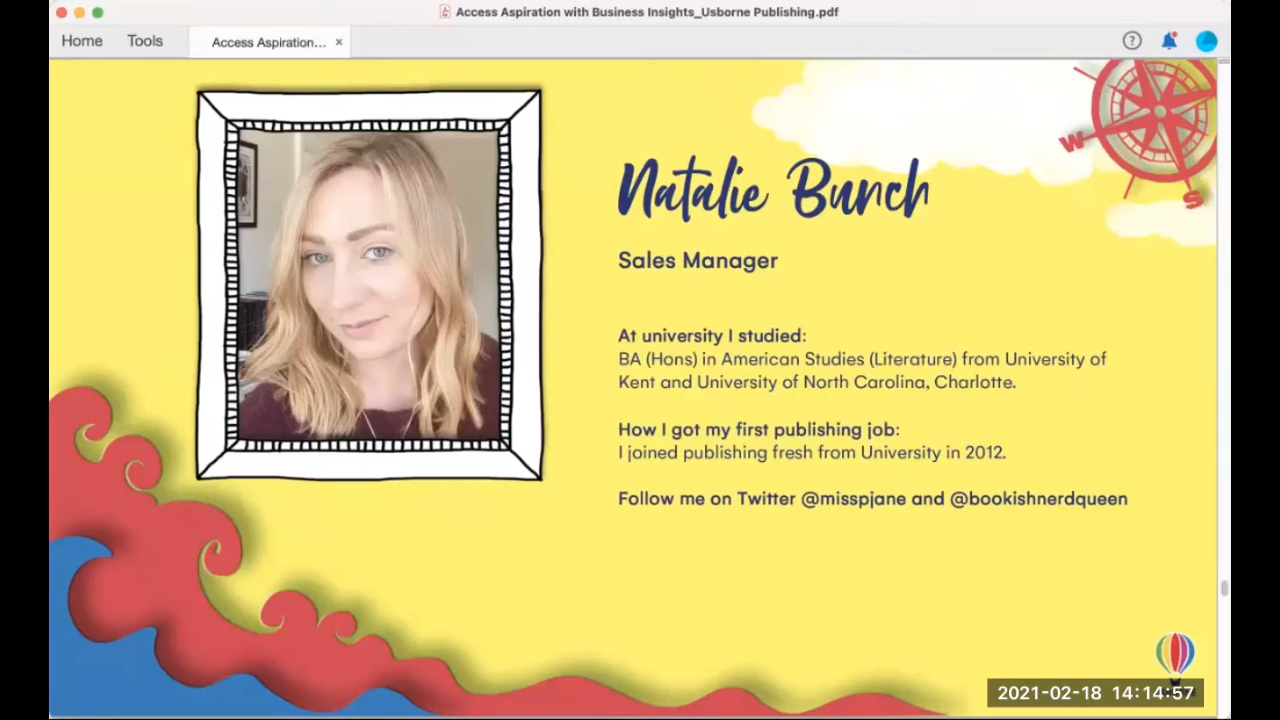 Access Aspiration with Business Insights_Usborne Publishing.pdf
Home Tools Access Aspiration... ×
?
W
S
Natalie Bunch
Sales Manager
At university I studied:
BA (Hons) in American Studies (Literature) from University of
Kent and University of North Carolina, Charlotte.
How I got my first publishing job:
I joined publishing fresh from University in 2012.
Follow me on Twitter @misspjane and @bookishnerdqueen
2021-02-18 14:14:57